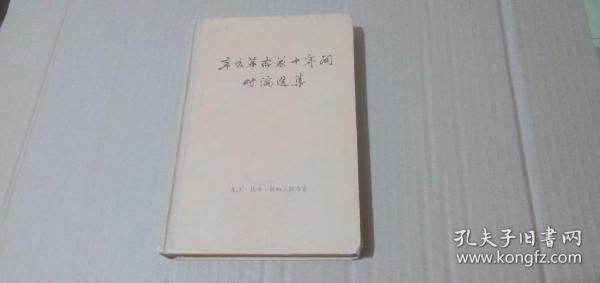 辛亥革命前十年间
时论选集
生活·读书·新知三联书店
孔夫子旧书网
www.kongfz.com